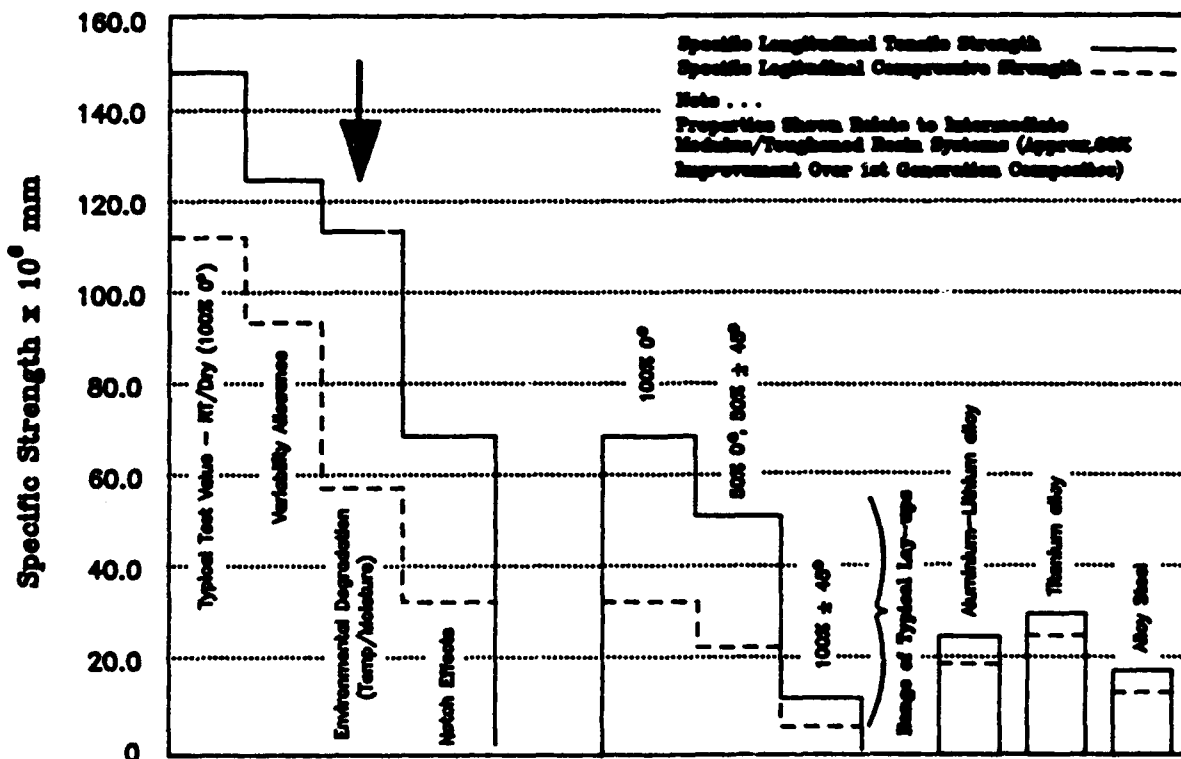 160.0
140.0
120.0
100.0
80.0
60.0
40.0
20.0
0
Specific Strength x 10⁶ mm
Specific Longitudinal Tensile Strength
Specific Logitudinal Compressive Strength
Note ...
Properties Shown Relate to Intermediate
Modulus/Toughened Resin Systems (Approx.
Improvement Over 1st Generation Composites)
Typical Test Value - RT/Dry (100% 0°)
Variability Allowance
Environmental Degradation
(Temp/Moisture)
Notch Effects
100% 0°
50% 0°, 50% ± 45°
100% ± 45°
Range of Typical Lay-ups
Aluminium-Lithium alloy
Titanium alloy
Alloy Steel